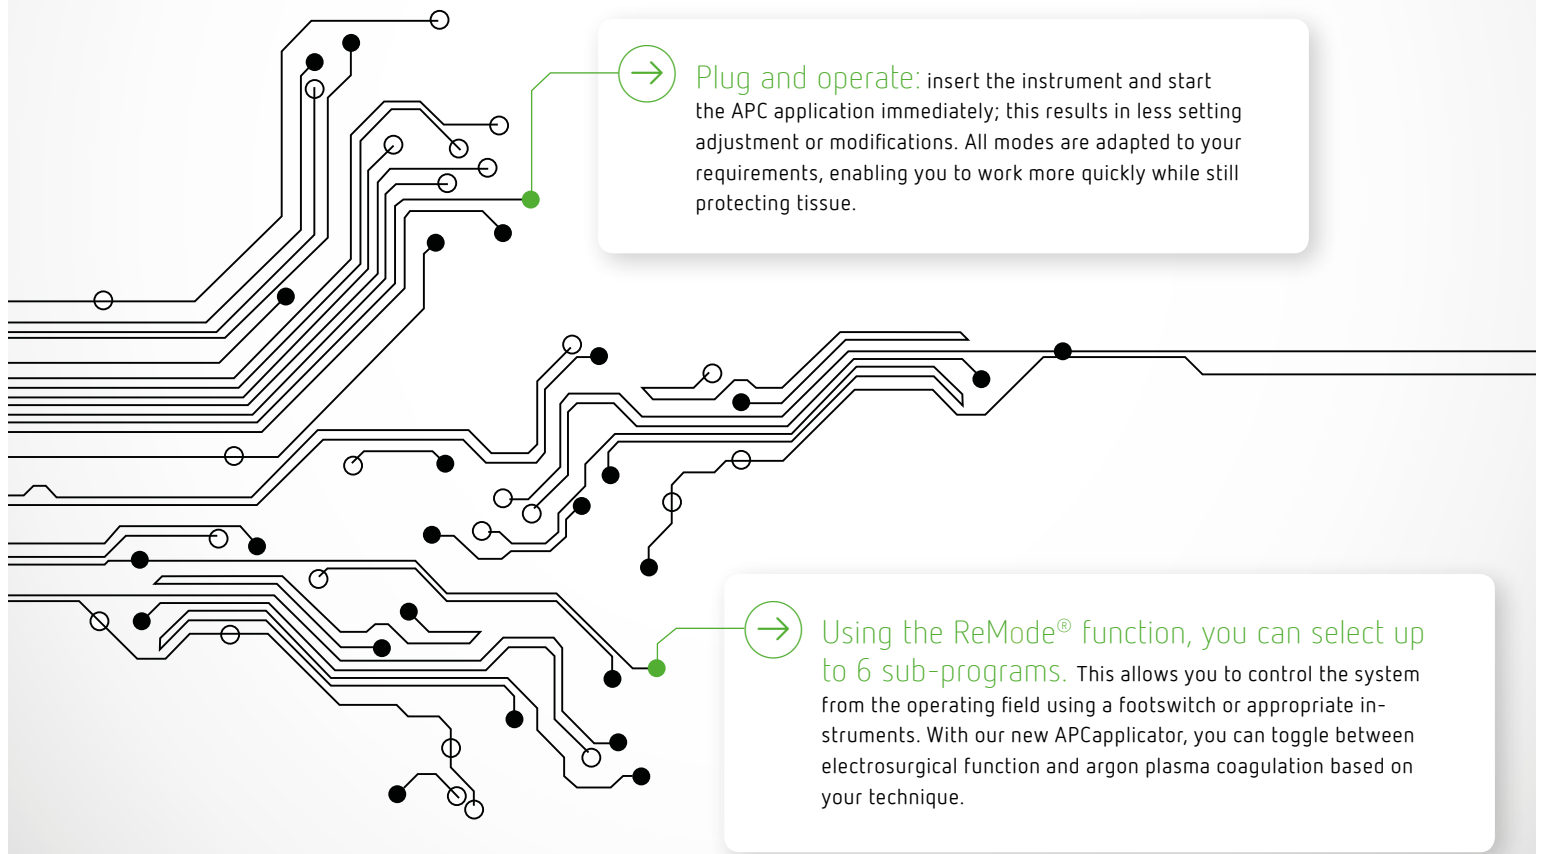 Plug and operate: insert the instrument and start
the APC application immediately; this results in less setting
adjustment or modifications. All modes are adapted to your
requirements, enabling you to work more quickly while still
protecting tissue.
Using the ReMode® function, you can select up
to 6 sub-programs. This allows you to control the system
from the operating field using a footswitch or appropriate in-
struments. With our new APCapplicator, you can toggle between
electrosurgical function and argon plasma coagulation based on
your technique.